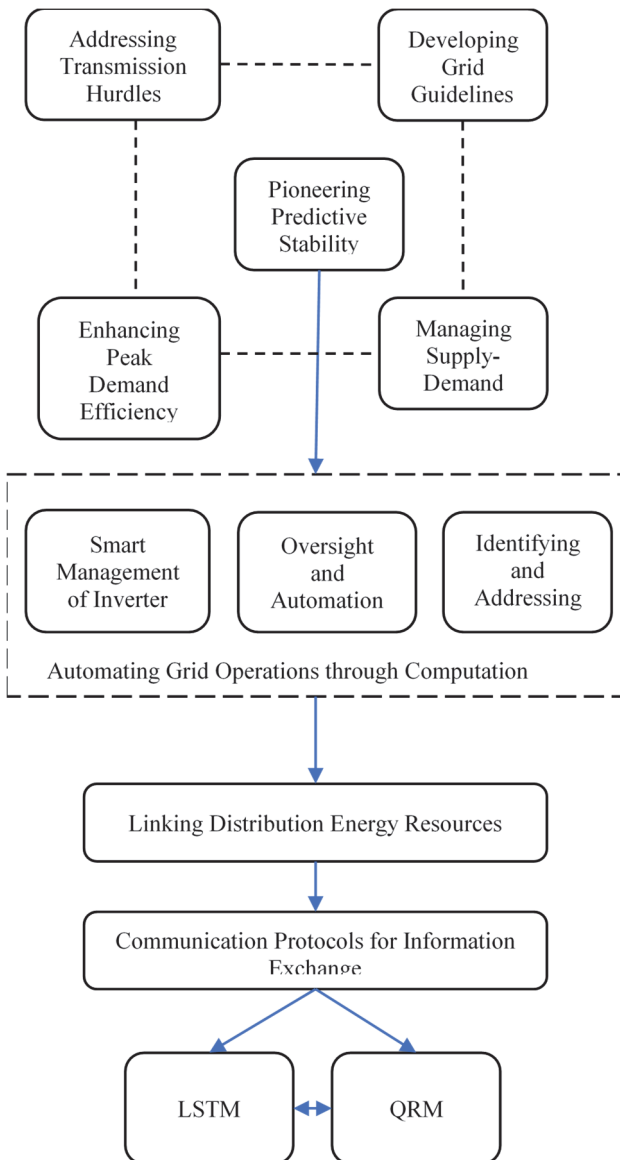 Addressing
Transmission
Hurdles
Developing
Grid
Guidelines
Pioneering
Predictive
Stability
Enhancing
Peak
Demand
Efficiency
Managing
Supply-
Demand
Smart
Management
of Inverter
Oversight
and
Automation
Identifying
and
Addressing
Automating Grid Operations through Computation
Linking Distribution Energy Resources
Communication Protocols for Information
Exchange
LSTM
QRM